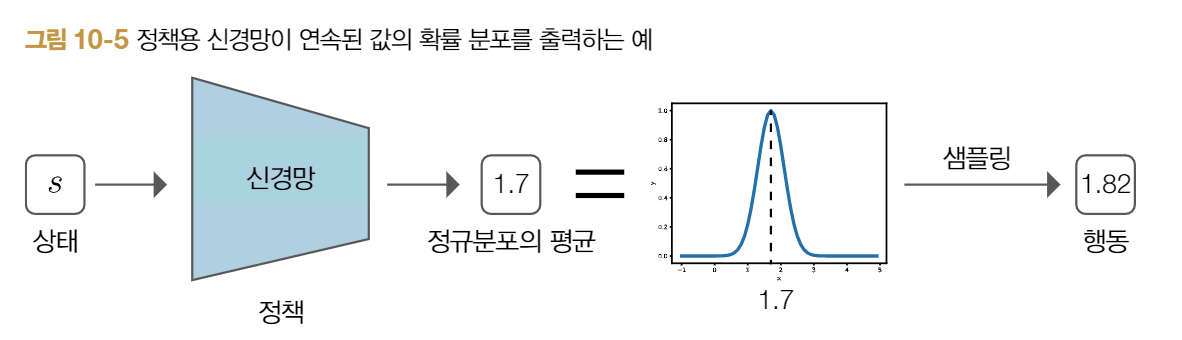 그림 10-5 정책용 신경망이 연속된 값의 확률 분포를 출력하는 예
s
상태
신경망
정책
1.7
정규분포의 평균
=
y
1.0
0.8
0.6
0.4
0.2
0.0
-1 0 1 2 3 4 5
x
1.7
샘플링
1.82
행동